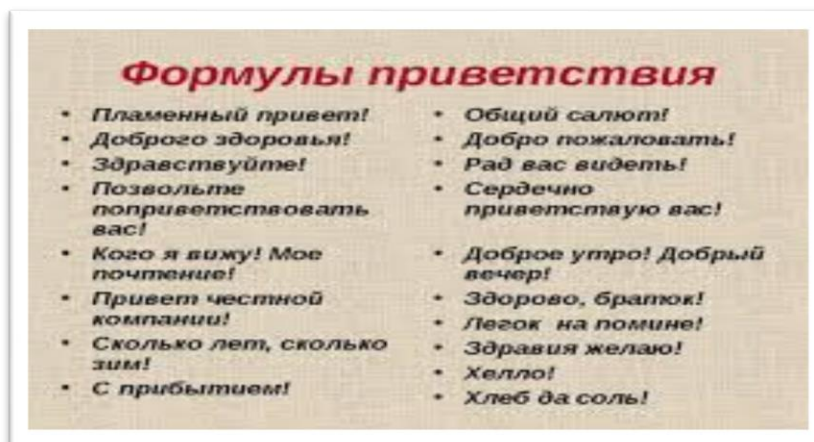 Формулы приветствия
• Пламенный привет!
• Доброго здоровья!
• Здравствуйте!
• Позвольте
поприветствовать
вас!
• Кого я вижу! Мое
почтение!
• Привет честной
компании!
• Сколько лет, сколько
зим!
• С прибытием!
• Общий салют!
• Добро пожаловать!
• Рад вас видеть!
• Сердечно
приветствую вас!
• Доброе утро! Добрый
вечер!
• Здорово, браток!
• Легок на помине!
• Здравия желаю!
• Хелло!
• Хлеб да соль!